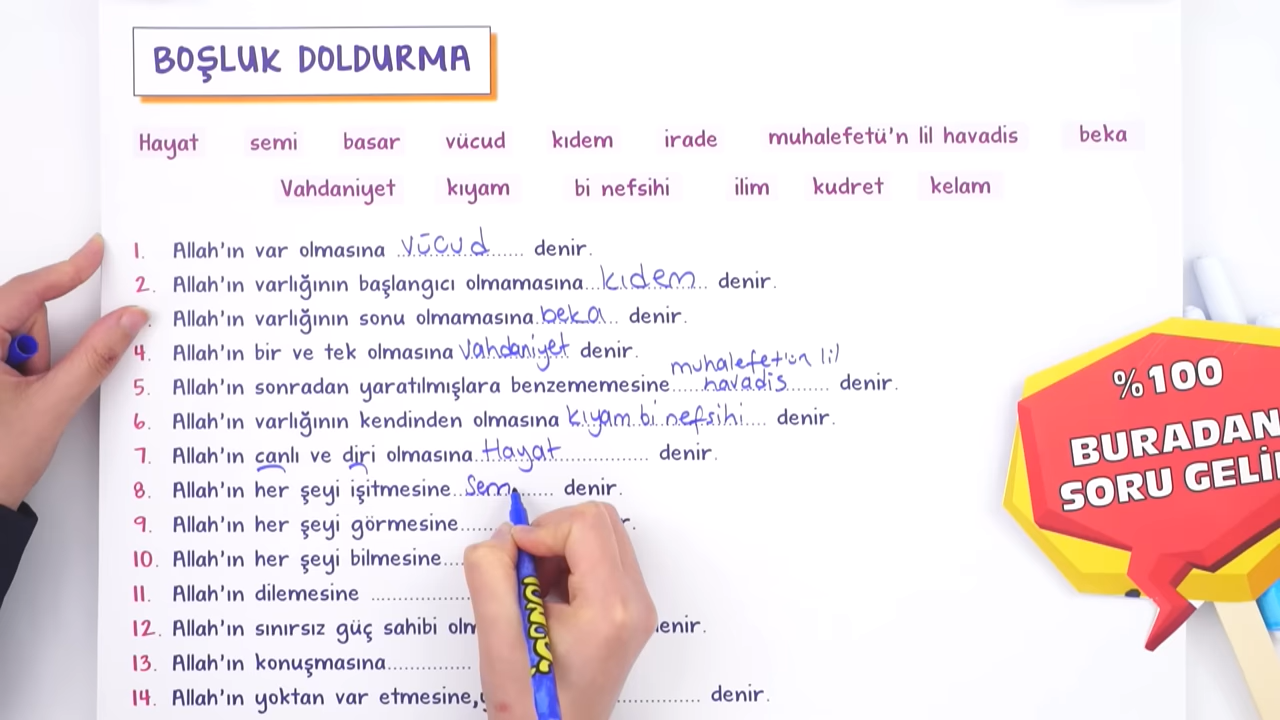 BOŞLUK DOLDURMA
Hayat semi basar vücud kıdem irade muhalefetü'n lil havadis beka
Vahdaniyet kıyam bi nefsihi ilim kudret kelam
1. Allah'ın var olmasına ..vücud...... denir.
2. Allah'ın varlığının başlangıcı olmamasına...kıdem... denir.
Allah'ın varlığının sonu olmamasına.beka... denir.
4. Allah'ın bir ve tek olmasına vahdaniyet denir.
muhalefetün lil
5. Allah'ın sonradan yaratılmışlara benzememesine.....havadis....... denir.
6. Allah'ın varlığının kendinden olmasına kıyam bi nefsihi.... denir.
7. Allah'ın canlı ve diri olmasına..Hayat............... denir.
8. Allah'ın her şeyi işitmesine..Sem...... denir.
9. Allah'ın her şeyi görmesine.....
10. Allah'ın her şeyi bilmesine....
11. Allah'ın dilemesine ..................
12. Allah'ın sınırsız güç sahibi
13. Allah'ın konuşmasına...............
14. Allah'ın yoktan var etmesine, ............... denir.
%100
BURADAN
SORU